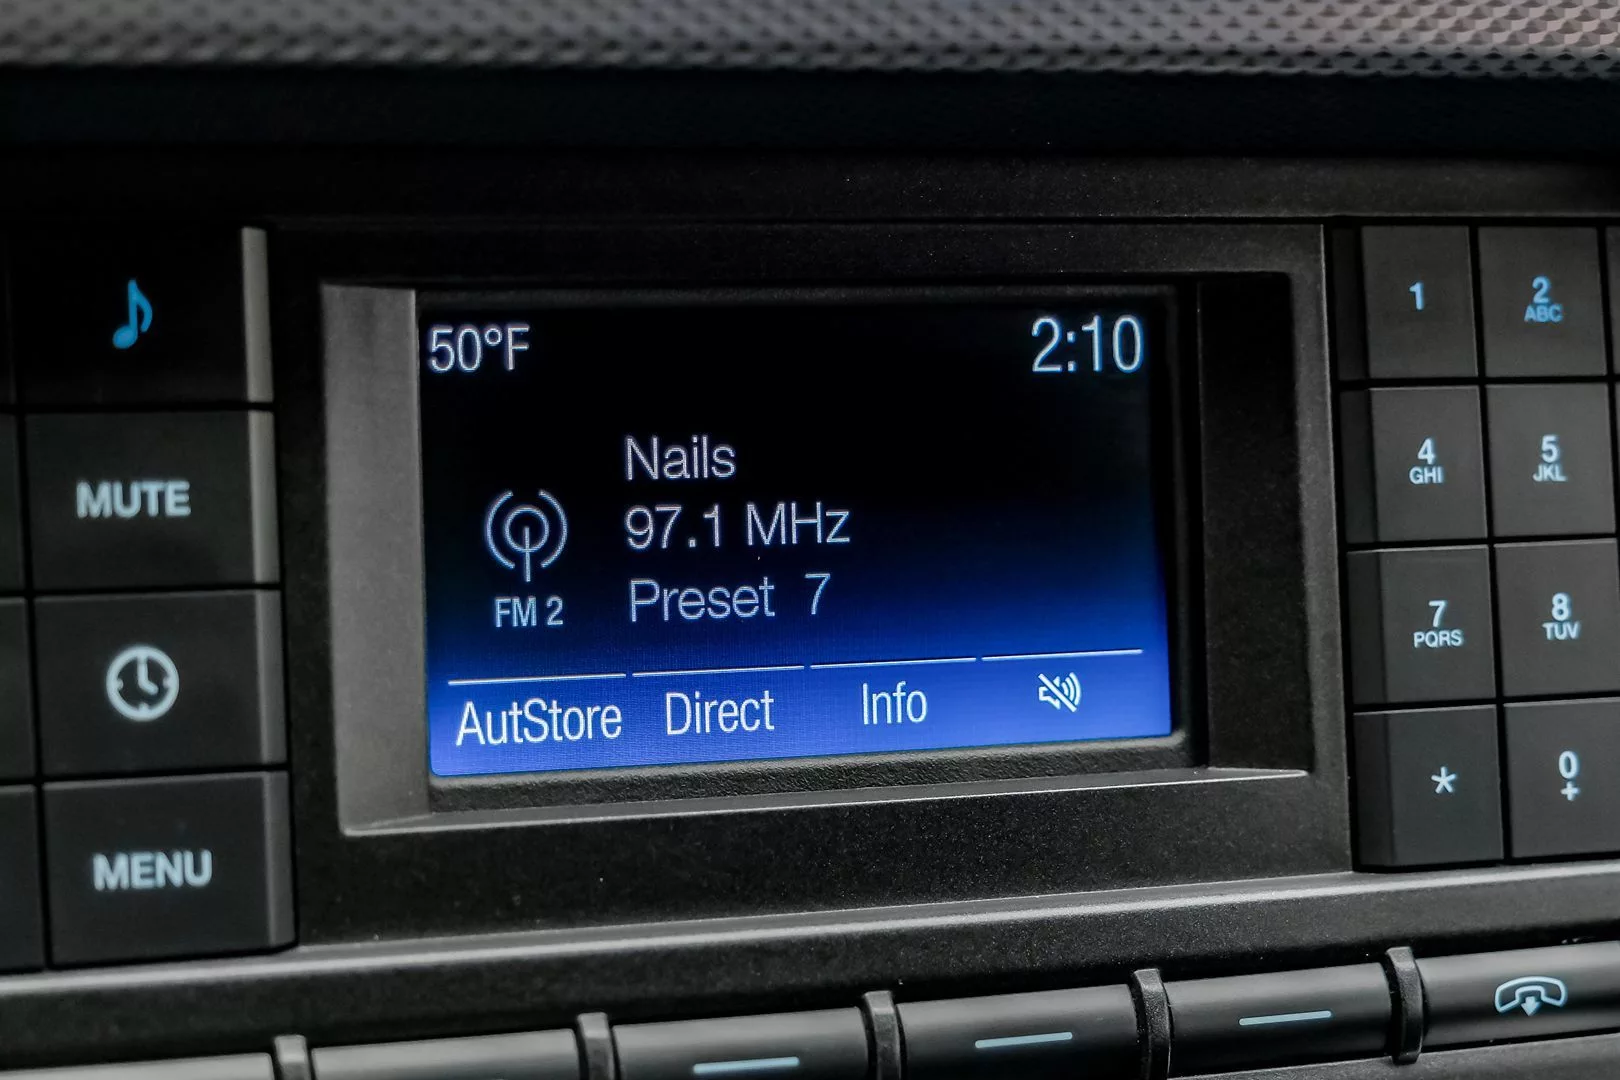 50°F
2:10
Nails
97.1 MHz
Preset 7
FM 2
AutStore
Direct
Info
MUTE
MENU
1
2
ABC
4
GHI
5
JKL
7
PQRS
8
TUV
*
0
+